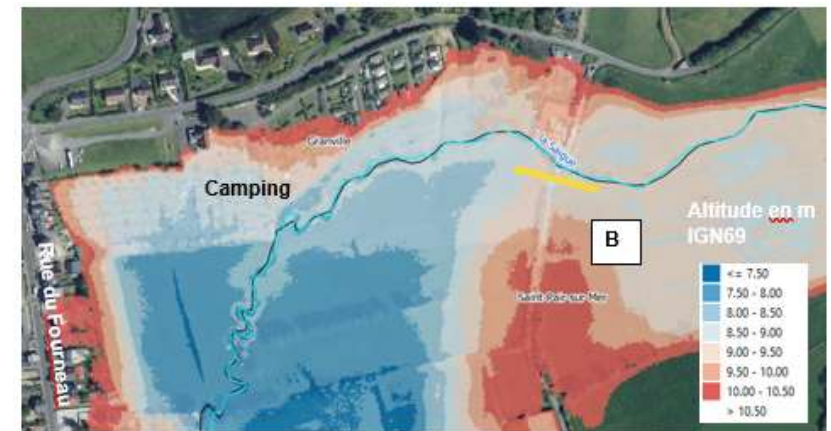 Granville
la Saigue
Camping
Rue du Fourneau
B
Saint-Pair-sur-Mer
Altitude en m
IGN69
<= 7.50
7.50 - 8.00
8.00 - 8.50
8.50 - 9.00
9.00 - 9.50
9.50 - 10.00
10.00 - 10.50
> 10.50